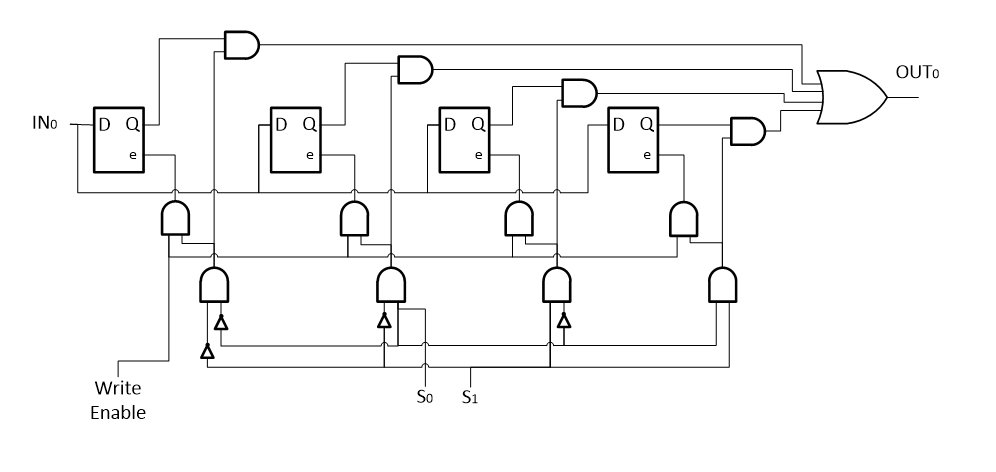 OUT₀
IN₀
D Q
e
D Q
e
D Q
e
D Q
e
Write
Enable
S₀
S₁